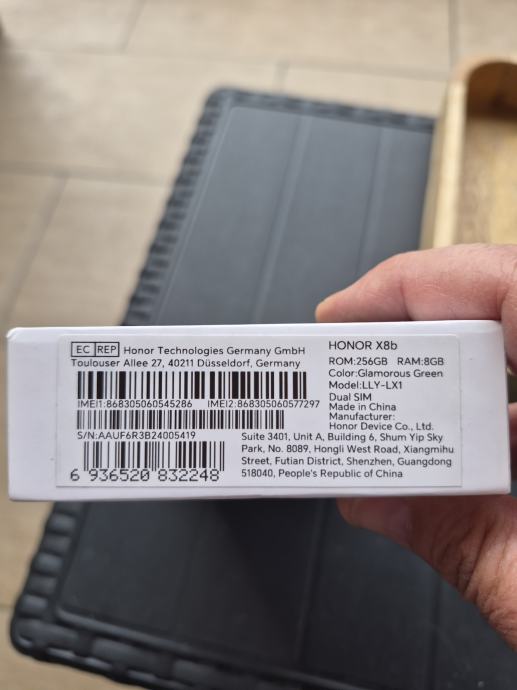 EC REP Honor Technologies Germany GmbH
Toulouser Allee 27, 40211 Düsseldorf, Germany
IMEI1:868305060545286 IMEI2:868305060577297
S/N:AAUF6R3B24005419
6 936520 832248
HONOR X8b
ROM:256GB RAM:8GB
Color:Glamorous Green
Model:LLY-LX1
Dual SIM
Made in China
Manufacturer:
Honor Device Co., Ltd.
Suite 3401, Unit A, Building 6, Shum Yip Sky
Park, No. 8089, Hongli West Road, Xiangmihu
Street, Futian District, Shenzhen, Guangdong
518040, People's Republic of China